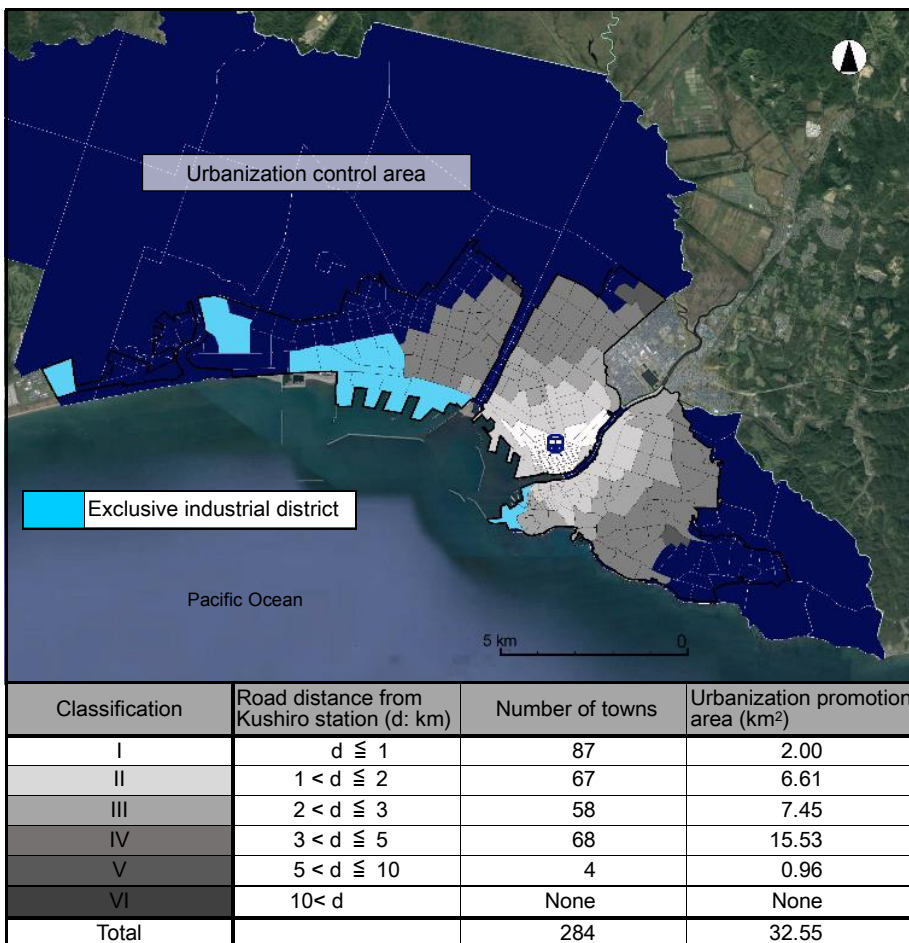 Urbanization control area
Exclusive industrial district
Pacific Ocean
5 km 0
Classification Road distance from Kushiro station (d: km) Number of towns Urbanization promotion area (km²)
I d ≦ 1 87 2.00
II 1 < d ≦ 2 67 6.61
III 2 < d ≦ 3 58 7.45
IV 3 < d ≦ 5 68 15.53
V 5 < d ≦ 10 4 0.96
VI 10< d None None
Total 284 32.55